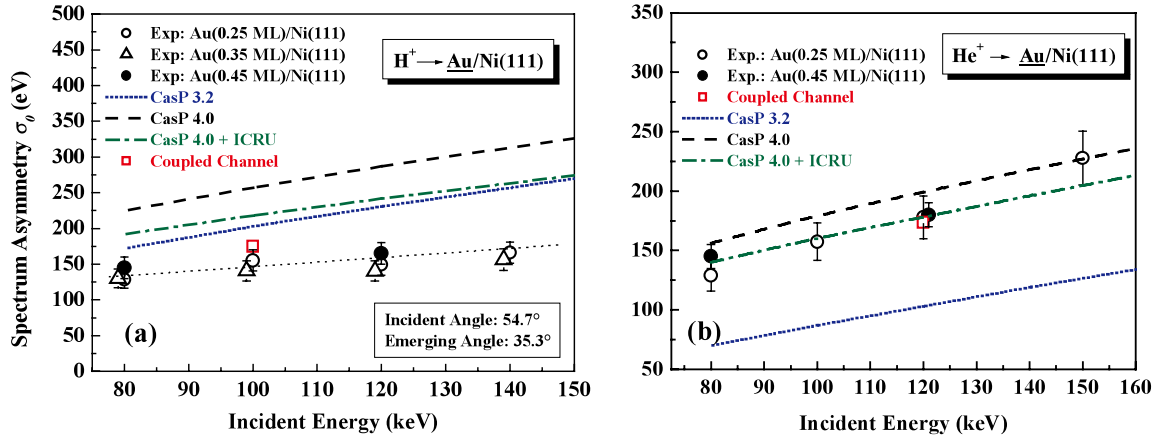 Spectrum Asymmetry σ₀ (eV)
500
450
400
350
300
250
200
150
100
50
0
Exp: Au(0.25 ML)/Ni(111)
Exp: Au(0.35 ML)/Ni(111)
Exp: Au(0.45 ML)/Ni(111)
CasP 3.2
CasP 4.0
CasP 4.0 + ICRU
Coupled Channel
H⁺ → Au/Ni(111)
(a)
Incident Angle: 54.7°
Emerging Angle: 35.3°
80 90 100 110 120 130 140 150
Incident Energy (keV)
350
300
250
200
150
100
50
Exp.: Au(0.25 ML)/Ni(111)
Exp.: Au(0.45 ML)/Ni(111)
Coupled Channel
CasP 3.2
CasP 4.0
CasP 4.0 + ICRU
He⁺ → Au/Ni(111)
(b)
80 90 100 110 120 130 140 150 160
Incident Energy (keV)